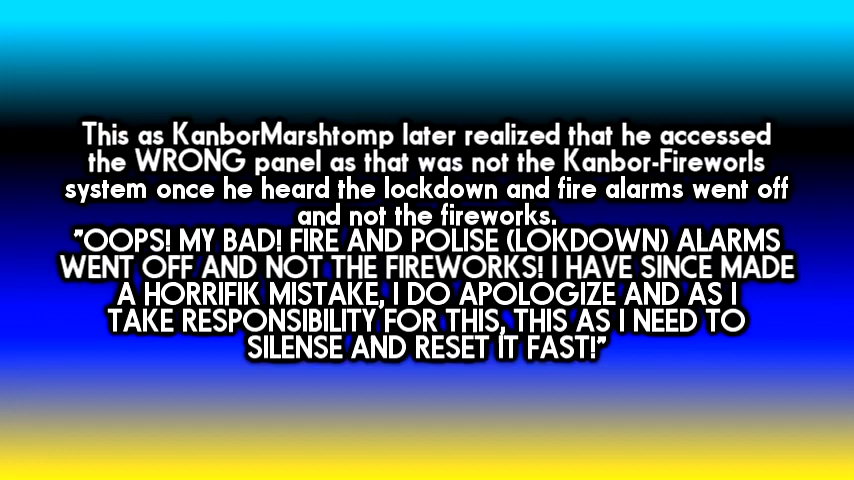 This as KanborMarshtomp later realized that he accessed
the WRONG panel as that was not the Kanbor-Fireworls
system once he heard the lockdown and fire alarms went off
and not the fireworks.
"OOPS! MY BAD! FIRE AND POLISE (LOKDOWN) ALARMS
WENT OFF AND NOT THE FIREWORKS! I HAVE SINCE MADE
A HORRIFIK MISTAKE, I DO APOLOGIZE AND AS I
TAKE RESPONSIBILITY FOR THIS, THIS AS I NEED TO
SILENSE AND RESET IT FAST!"